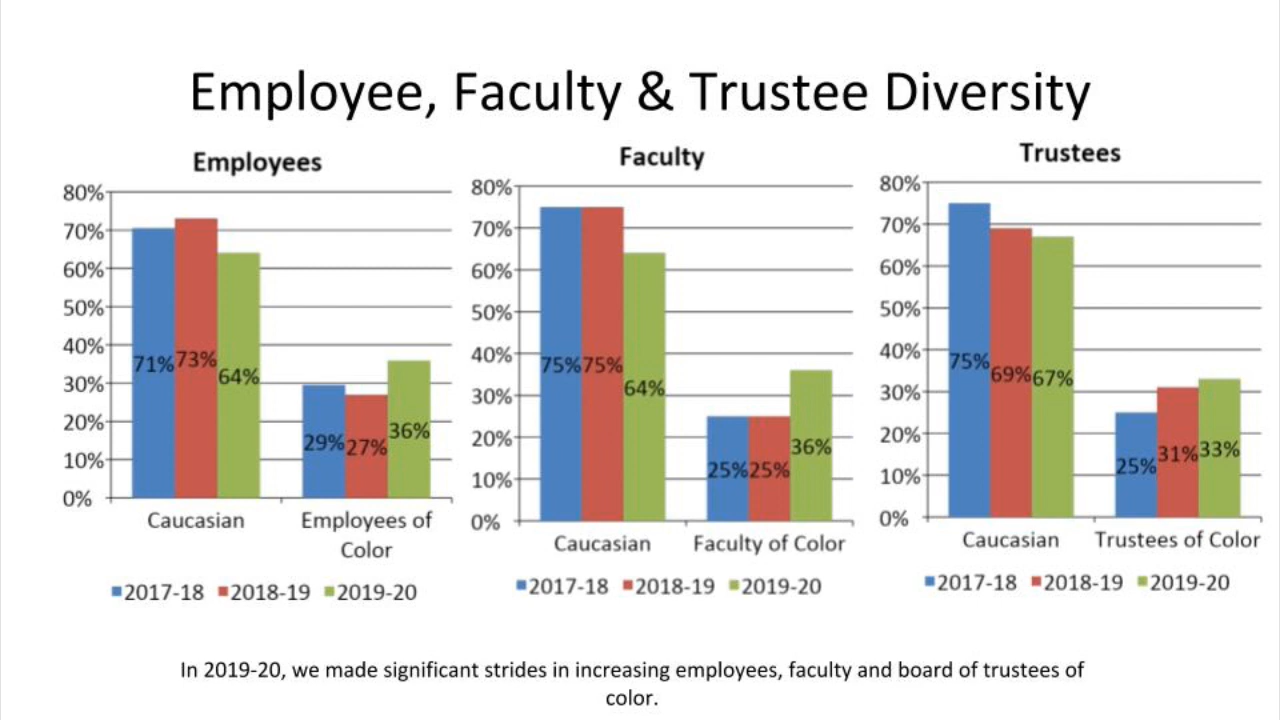 Employee, Faculty & Trustee Diversity
Employees
80%
70%
60%
50%
40%
30%
20%
10%
0%
71% 73% 64%
29% 27% 36%
Caucasian
Employees of
Color
2017-18 2018-19 2019-20
Faculty
80%
70%
60%
50%
40%
30%
20%
10%
0%
75% 75% 64%
25% 25% 36%
Caucasian
Faculty of Color
2017-18 2018-19 2019-20
Trustees
80%
70%
60%
50%
40%
30%
20%
10%
0%
75% 69% 67%
25% 31% 33%
Caucasian
Trustees of Color
2017-18 2018-19 2019-20
In 2019-20, we made significant strides in increasing employees, faculty and board of trustees of
color.